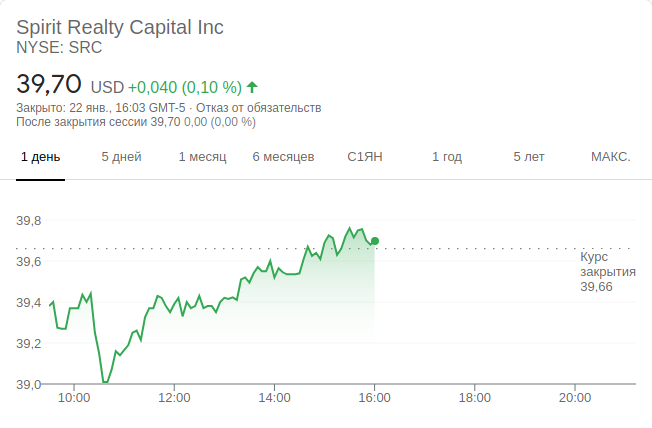 Spirit Realty Capital Inc
NYSE: SRC
39,70 USD +0,040 (0,10 %)
Закрыто: 22 янв., 16:03 GMT-5 · Отказ от обязательств
После закрытия сессии 39,70 0,00 (0,00 %)
1 день 5 дней 1 месяц 6 месяцев С1ЯН 1 год 5 лет МАКС.
39,8
39,6
39,4
39,2
39,0
Курс
закрытия
39,66
10:00 12:00 14:00 16:00 18:00 20:00